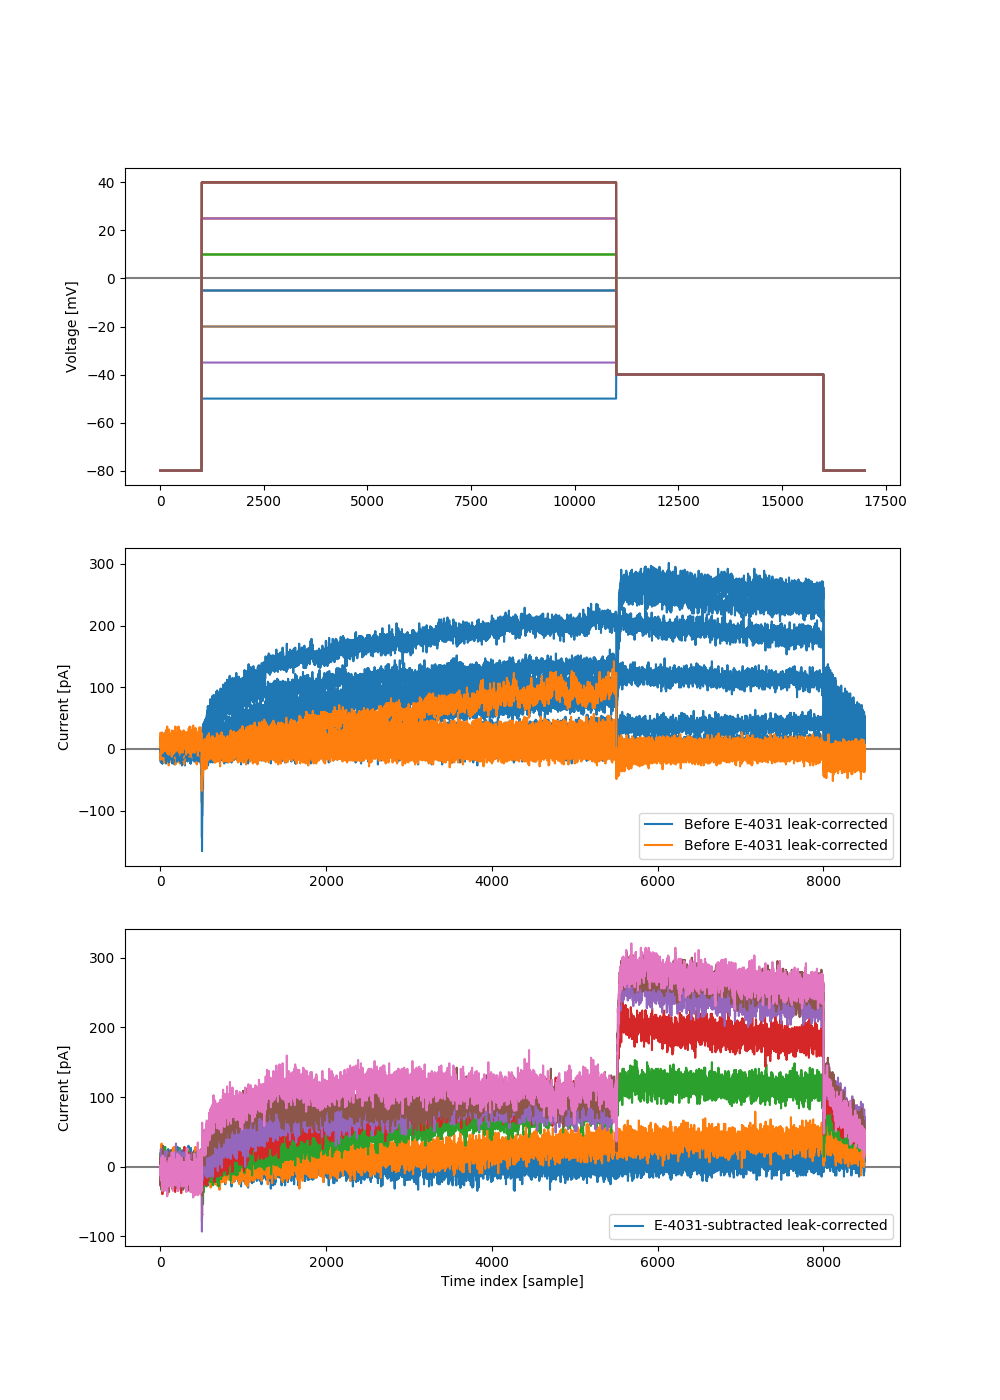 40
20
0
−20
−40
−60
−80
Voltage [mV]
0 2500 5000 7500 10000 12500 15000 17500
300
200
100
0
−100
Current [pA]
Before E-4031 leak-corrected
Before E-4031 leak-corrected
0 2000 4000 6000 8000
300
200
100
0
−100
Current [pA]
E-4031-subtracted leak-corrected
0 2000 4000 6000 8000
Time index [sample]